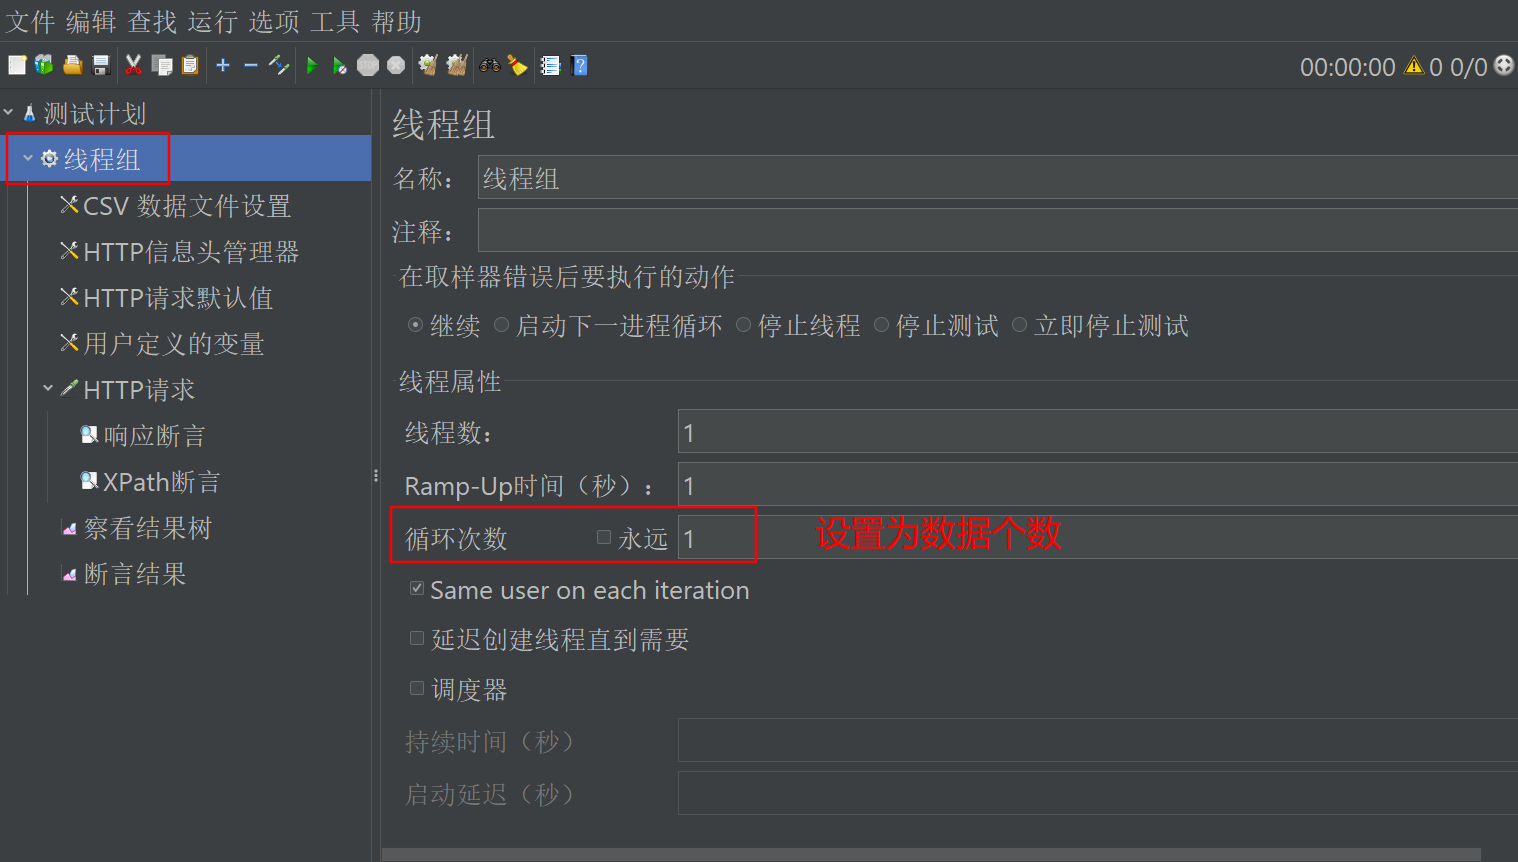 文件 编辑 查找 运行 选项 工具 帮助
00:00:00 0 0/0
测试计划
线程组
CSV 数据文件设置
HTTP信息头管理器
HTTP请求默认值
用户定义的变量
HTTP请求
响应断言
XPath断言
察看结果树
断言结果
线程组
名称： 线程组
注释：
在取样器错误后要执行的动作
继续 启动下一进程循环 停止线程 停止测试 立即停止测试
线程属性
线程数： 1
Ramp-Up时间（秒）： 1
循环次数 永远 1 设置为数据个数
Same user on each iteration
延迟创建线程直到需要
调度器
持续时间（秒）
启动延迟（秒）